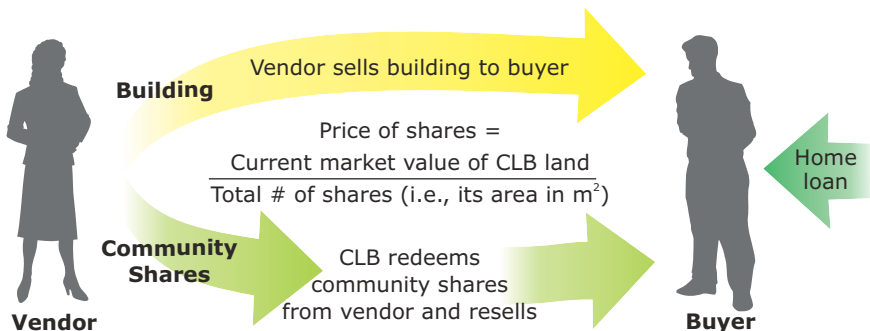 Vendor sells building to buyer
Building
Price of shares =
Current market value of CLB land
Total # of shares (i.e., its area in m²)
Home
loan
Community
Shares
CLB redeems
community shares
from vendor and resells
Vendor
Buyer